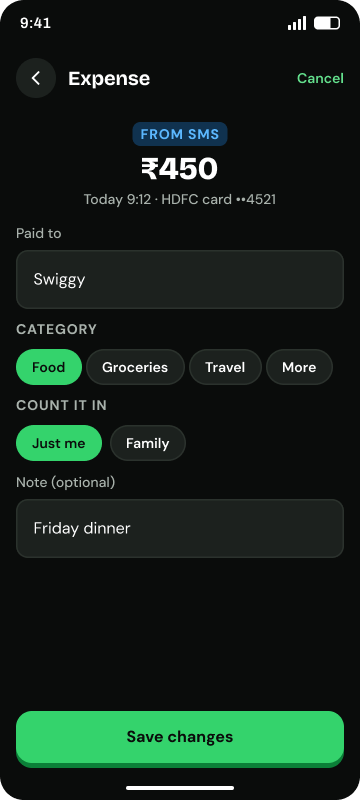 9:41
Expense
Cancel
FROM SMS
₹450
Today 9:12 · HDFC card ••4521
Paid to
Swiggy
CATEGORY
Food Groceries Travel More
COUNT IT IN
Just me Family
Note (optional)
Friday dinner
Save changes